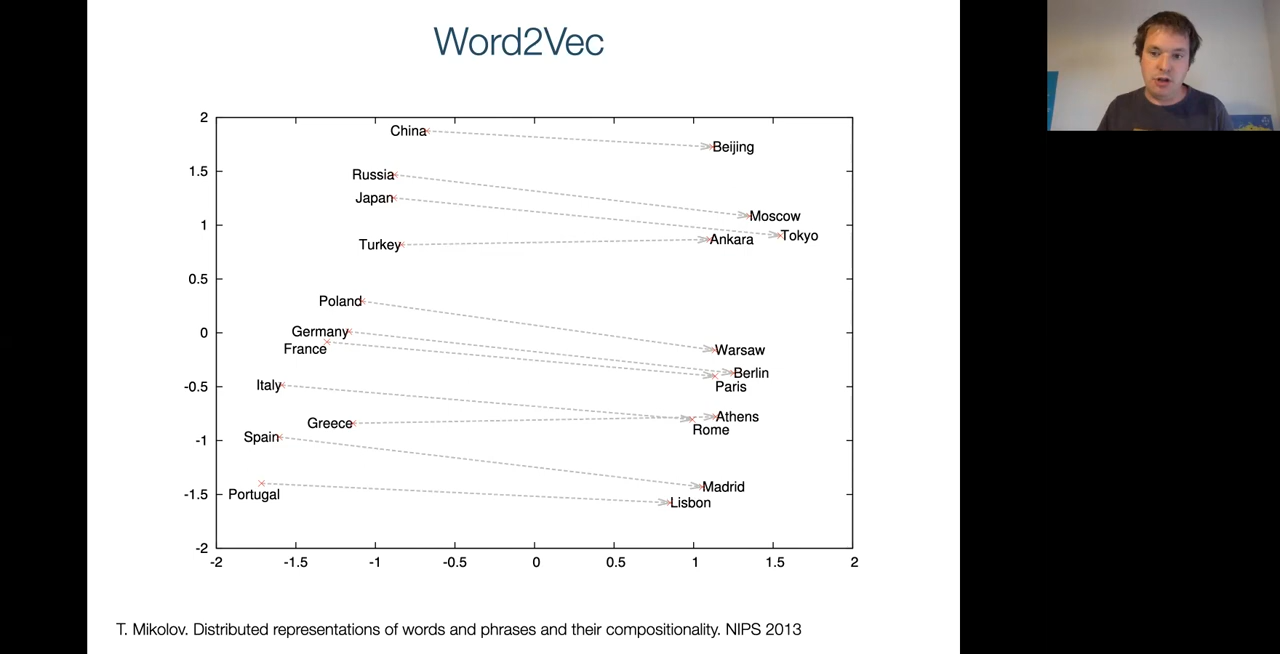 Word2Vec
2
1.5
1
0.5
0
-0.5
-1
-1.5
-2
China
Beijing
Russia
Moscow
Japan
Tokyo
Turkey
Ankara
Poland
Warsaw
Germany
Berlin
France
Paris
Italy
Rome
Greece
Athens
Spain
Madrid
Portugal
Lisbon
-2 -1.5 -1 -0.5 0 0.5 1 1.5 2
T. Mikolov. Distributed representations of words and phrases and their compositionality. NIPS 2013